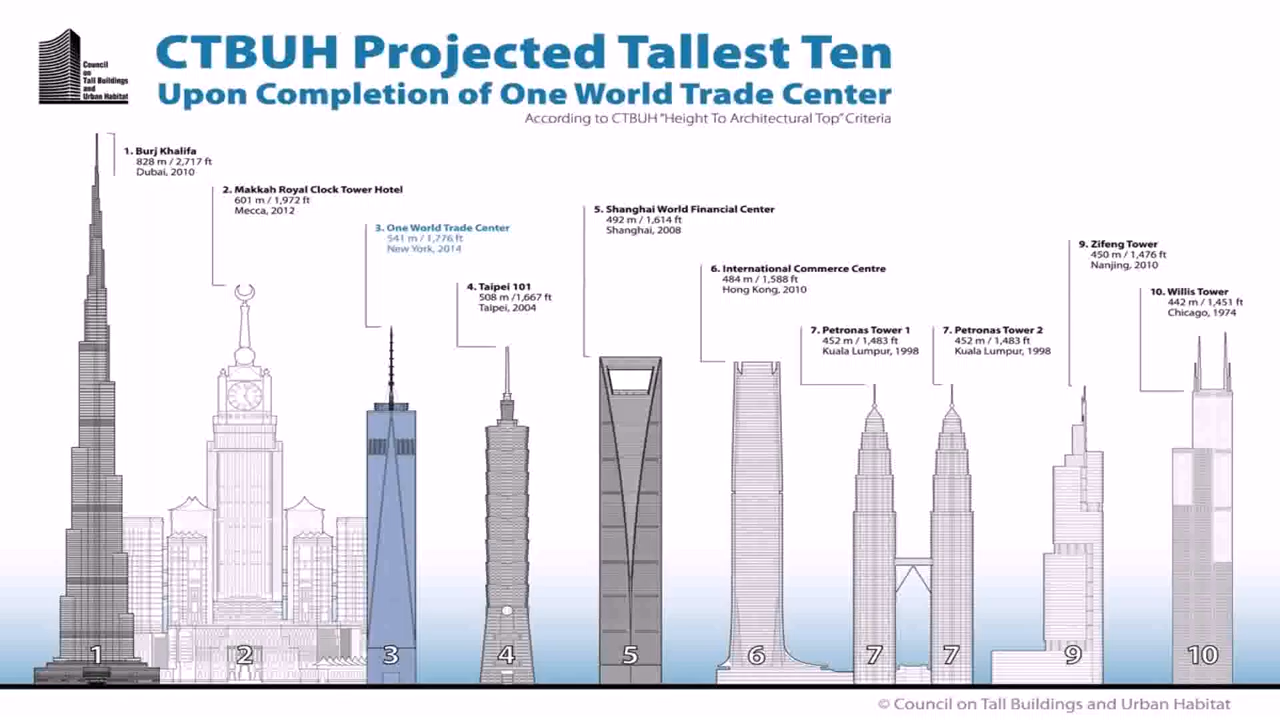 Council
on
Tall Buildings
and
Urban Habitat
CTBUH Projected Tallest Ten
Upon Completion of One World Trade Center
According to CTBUH "Height To Architectural Top" Criteria
1. Burj Khalifa
828 m / 2,717 ft
Dubai, 2010
2. Makkah Royal Clock Tower Hotel
601 m / 1,972 ft
Mecca, 2012
3. One World Trade Center
541 m / 1,776 ft
New York, 2014
4. Taipei 101
508 m /1,667 ft
Taipei, 2004
5. Shanghai World Financial Center
492 m / 1,614 ft
Shanghai, 2008
6. International Commerce Centre
484 m / 1,588 ft
Hong Kong, 2010
7. Petronas Tower 1
452 m / 1,483 ft
Kuala Lumpur, 1998
7. Petronas Tower 2
452 m / 1,483 ft
Kuala Lumpur, 1998
9. Zifeng Tower
450 m / 1,476 ft
Nanjing, 2010
10. Willis Tower
442 m / 1,451 ft
Chicago, 1974
1 2 3 4 5 6 7 7 9 10
© Council on Tall Buildings and Urban Habitat